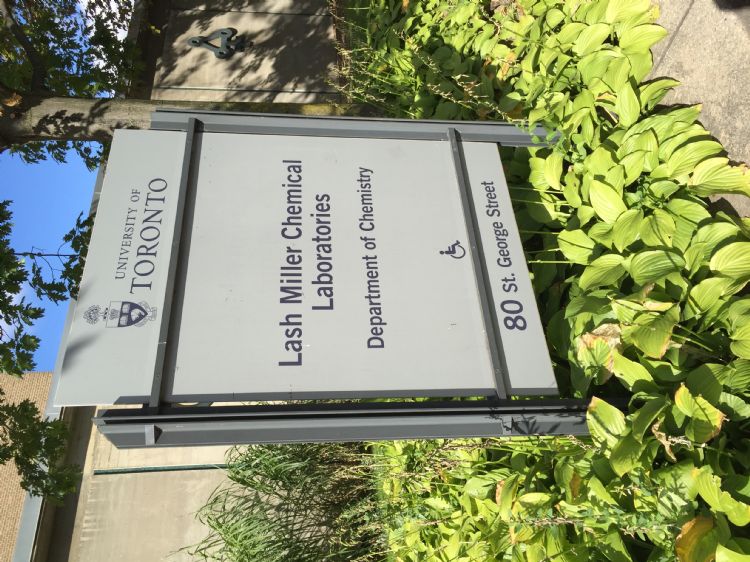 UNIVERSITY OF
TORONTO
Lash Miller Chemical
Laboratories
Department of Chemistry
80 St. George Street